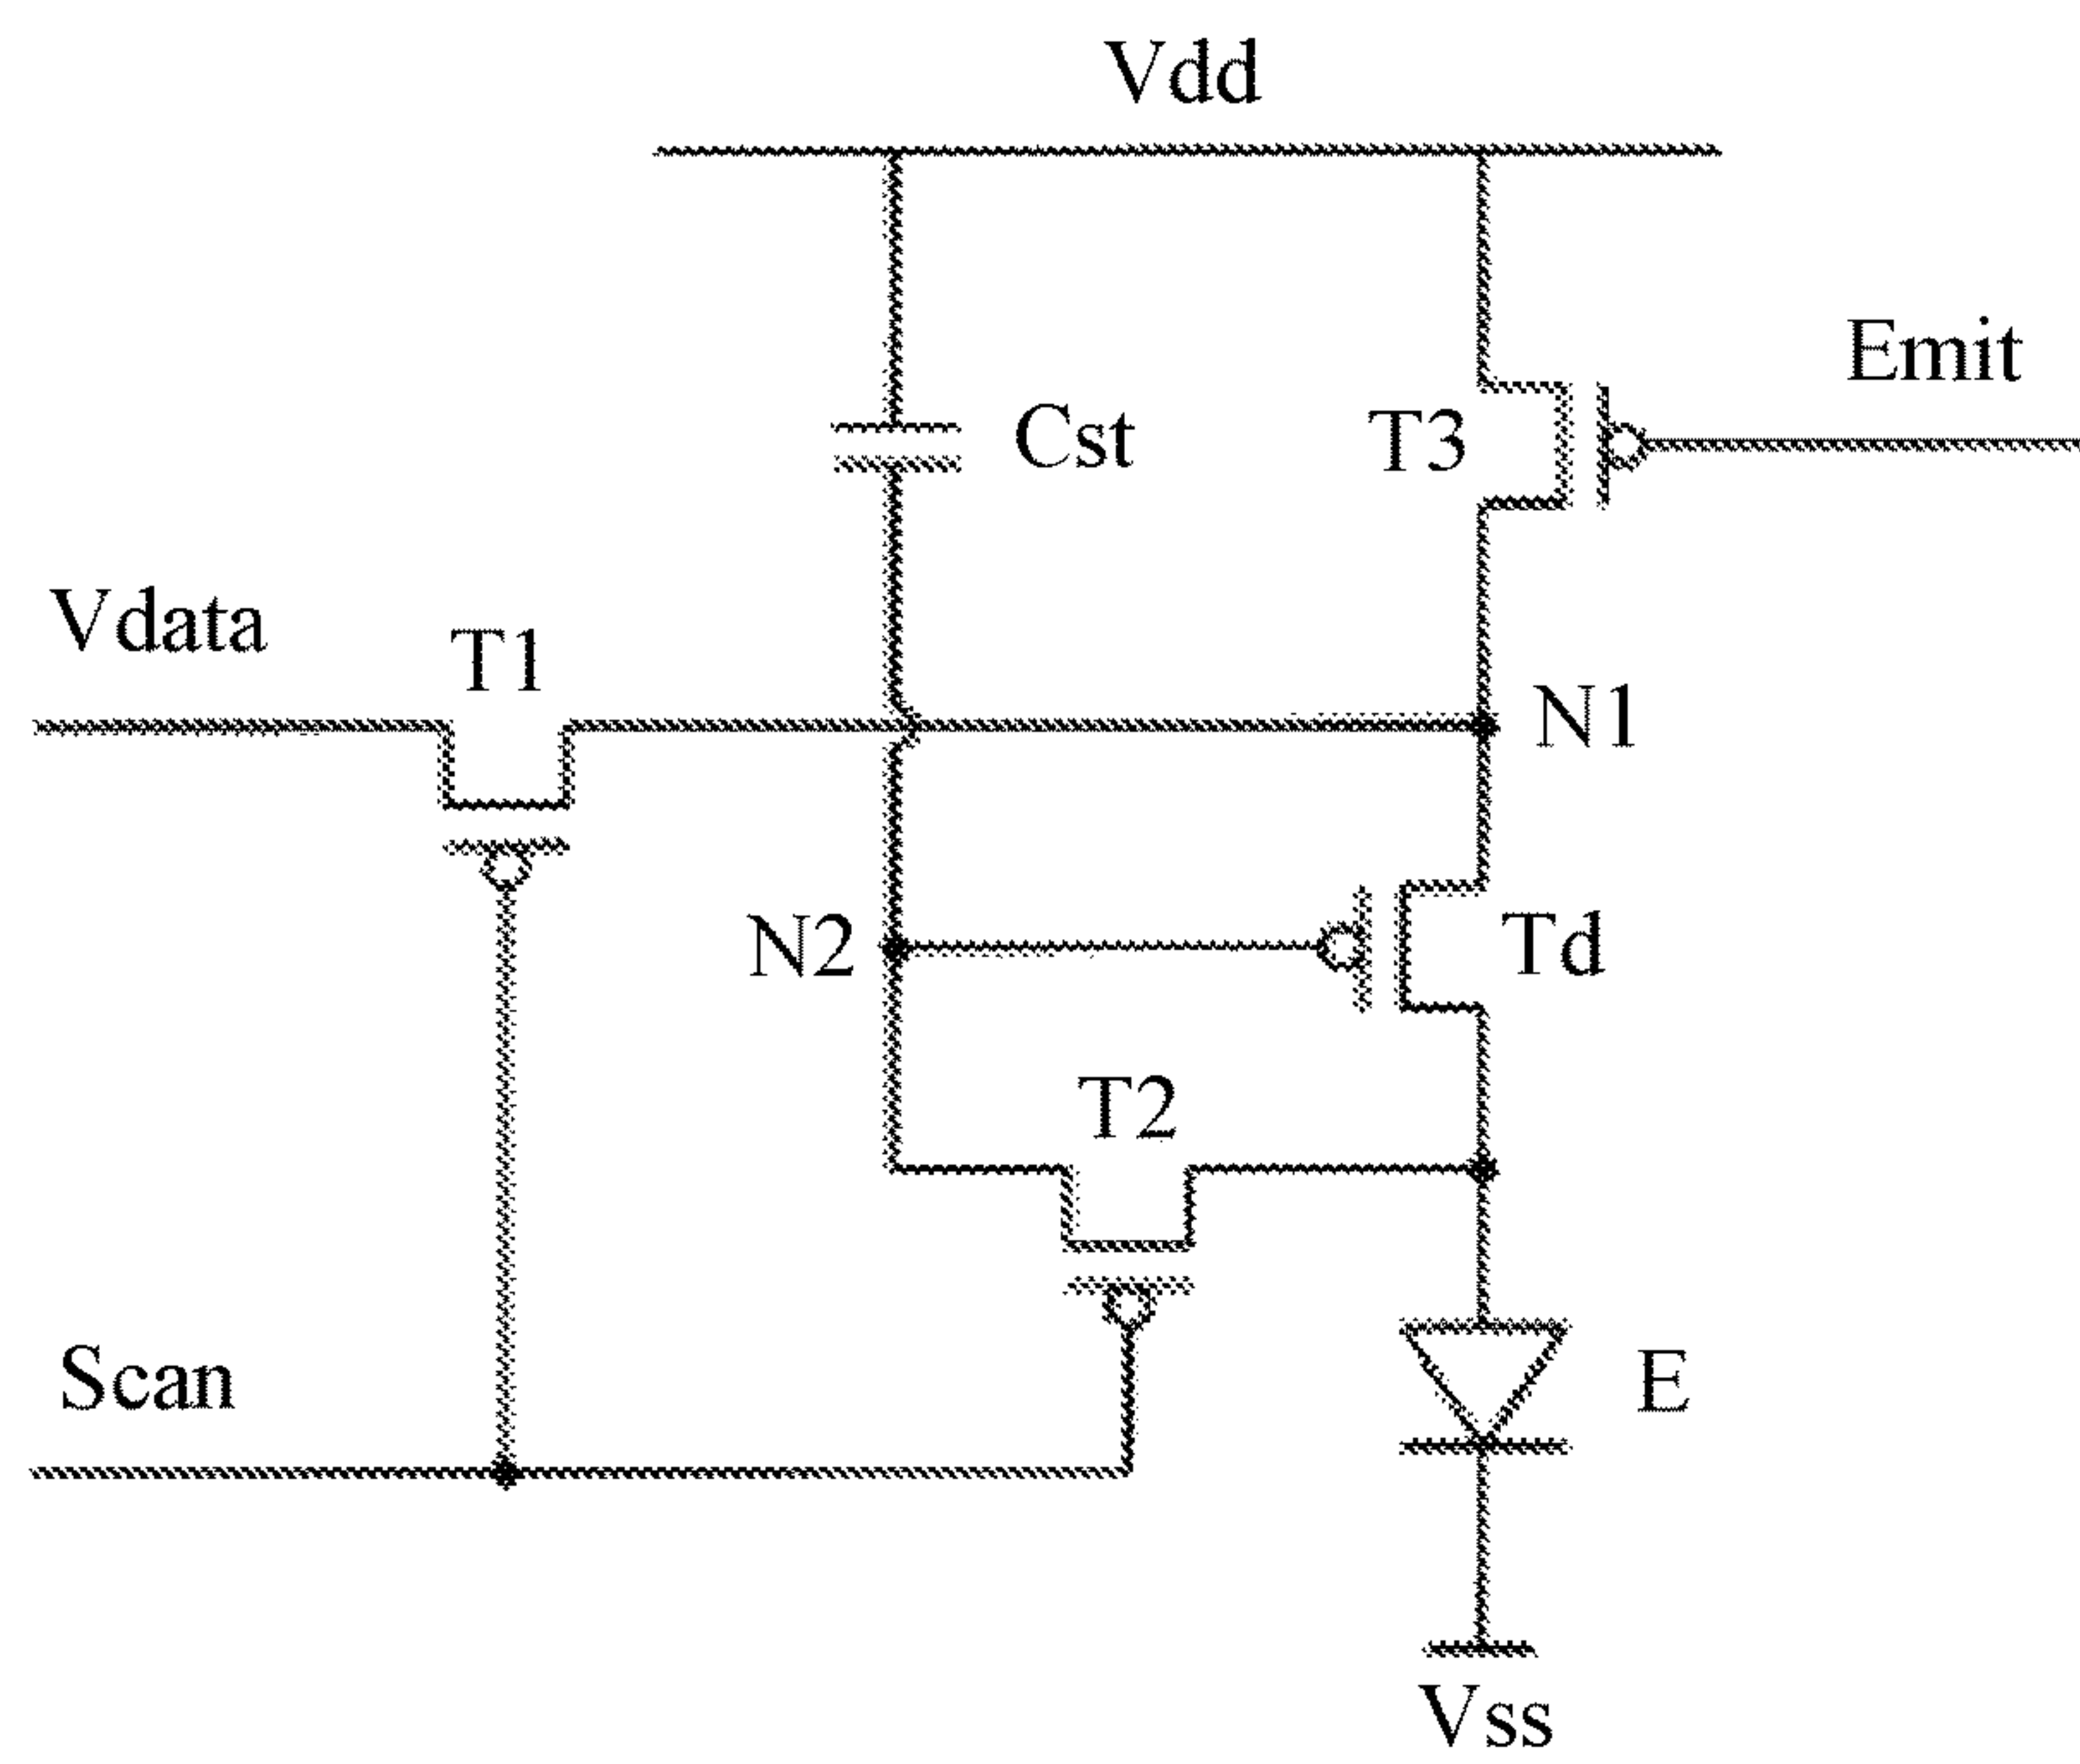 Vdd
Emit
Cst
T3
Vdata
T1
N1
N2
Td
T2
Scan
E
Vss